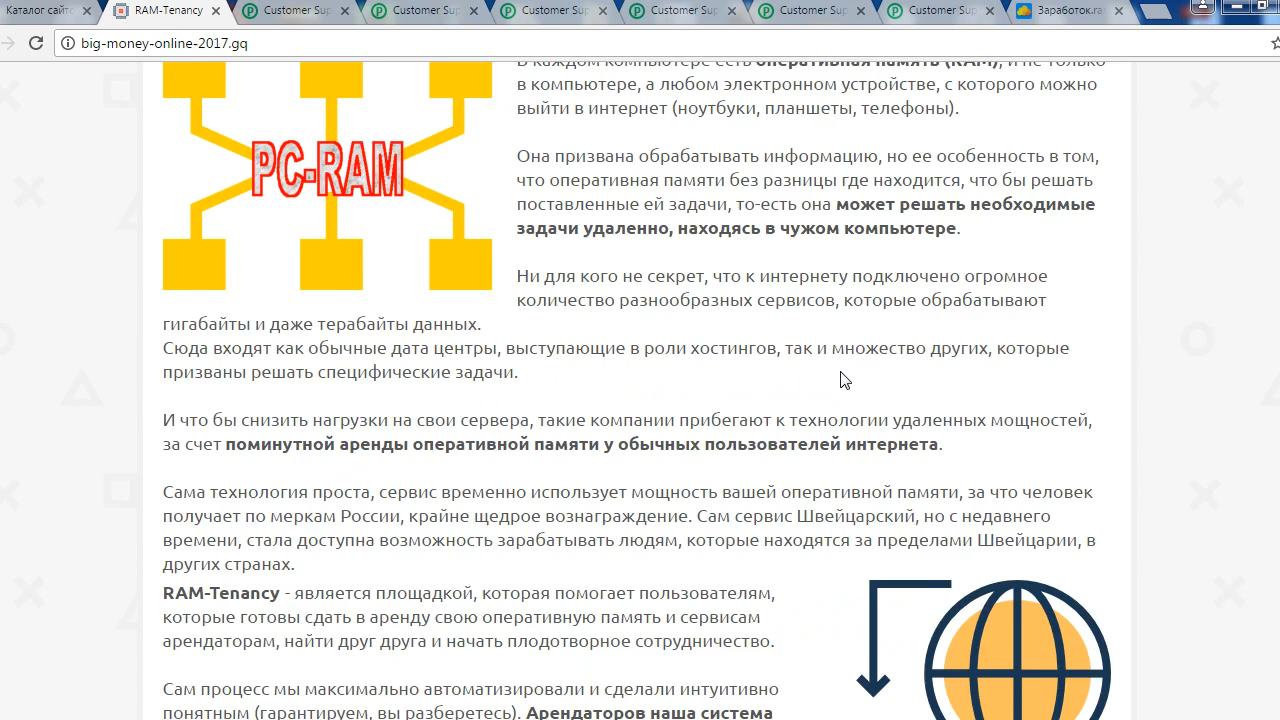 Каталог сайто
RAM-Tenancy
Customer Sup
Customer Sup
Customer Sup
Customer Sup
Customer Sup
Customer Sup
Заработок.ra
big-money-online-2017.gq
В каждом компьютере есть оперативная память (RAM), и не только
в компьютере, а любом электронном устройстве, с которого можно
выйти в интернет (ноутбуки, планшеты, телефоны).
PC-RAM
Она призвана обрабатывать информацию, но ее особенность в том,
что оперативная памяти без разницы где находится, что бы решать
поставленные ей задачи, то-есть она может решать необходимые
задачи удаленно, находясь в чужом компьютере.
Ни для кого не секрет, что к интернету подключено огромное
количество разнообразных сервисов, которые обрабатывают
гигабайты и даже терабайты данных.
Сюда входят как обычные дата центры, выступающие в роли хостингов, так и множество других, которые
призваны решать специфические задачи.
И что бы снизить нагрузки на свои сервера, такие компании прибегают к технологии удаленных мощностей,
за счет поминутной аренды оперативной памяти у обычных пользователей интернета.
Сама технология проста, сервис временно использует мощность вашей оперативной памяти, за что человек
получает по меркам России, крайне щедрое вознаграждение. Сам сервис Швейцарский, но с недавнего
времени, стала доступна возможность зарабатывать людям, которые находятся за пределами Швейцарии, в
других странах.
RAM-Tenancy - является площадкой, которая помогает пользователям,
которые готовы сдать в аренду свою оперативную память и сервисам
арендаторам, найти друг друга и начать плодотворное сотрудничество.
Сам процесс мы максимально автоматизировали и сделали интуитивно
понятным (гарантируем, вы разберетесь). Арендаторов наша система